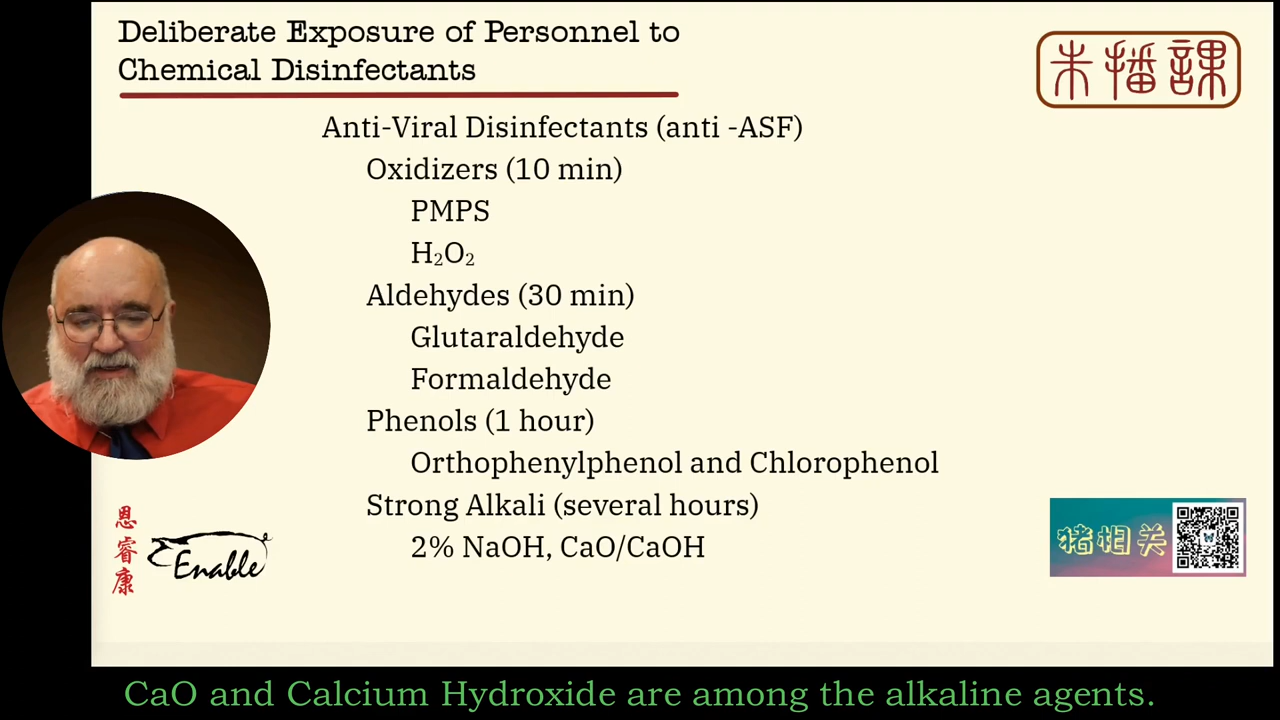 Deliberate Exposure of Personnel to
Chemical Disinfectants
朱播課
Anti-Viral Disinfectants (anti -ASF)
Oxidizers (10 min)
PMPS
H₂O₂
Aldehydes (30 min)
Glutaraldehyde
Formaldehyde
Phenols (1 hour)
Orthophenylphenol and Chlorophenol
Strong Alkali (several hours)
2% NaOH, CaO/CaOH
恩睿康
Enable
猪相关
CaO and Calcium Hydroxide are among the alkaline agents.